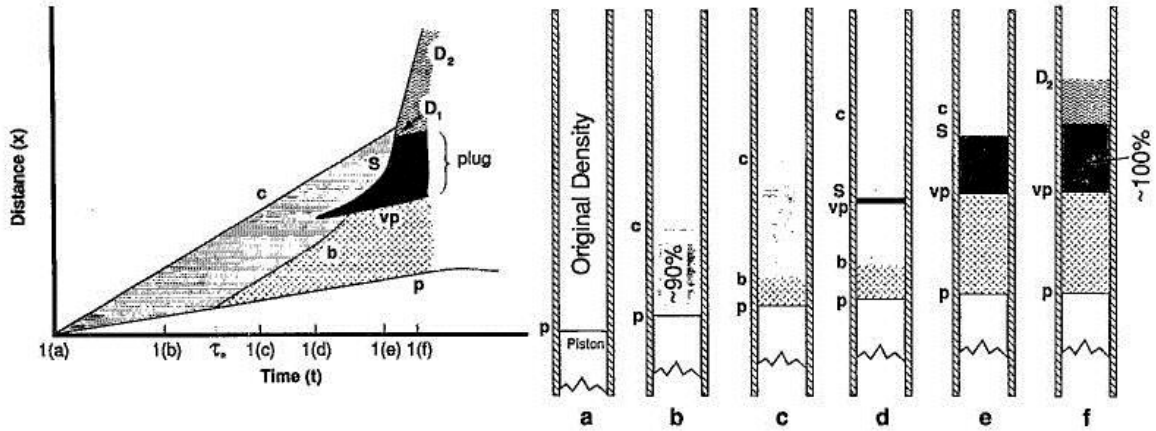 Distance (x)
D₂
D₁
plug
S
c
vp
b
p
1(a) 1(b) τₐ 1(c) 1(d) 1(e) 1(f)
Time (t)
Original Density
p
Piston
a
c
~90%
p
b
c
b
p
c
c
S
vp
b
p
d
c
S
vp
p
e
D₂
c
S
vp
p
~100%
f